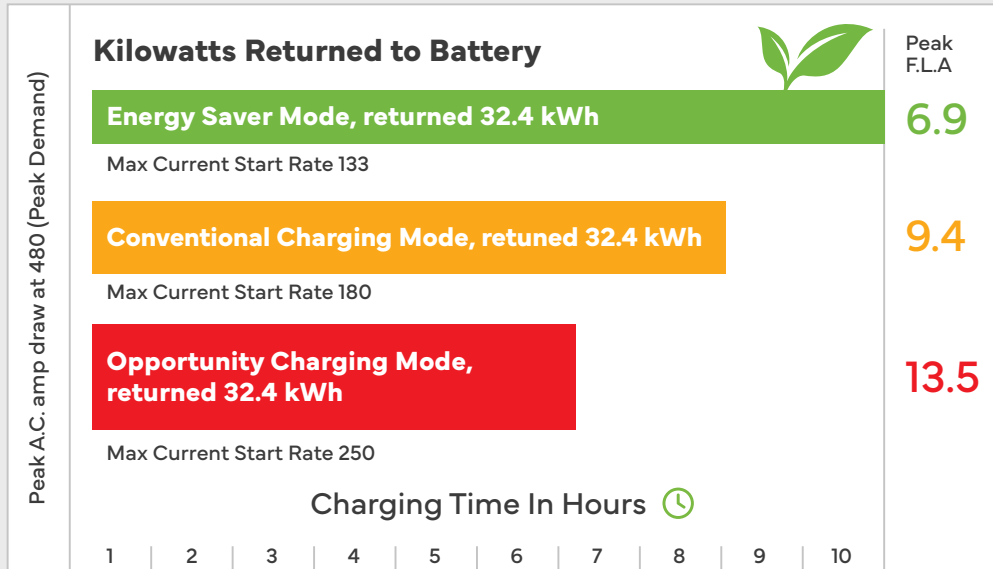 Peak A.C. amp draw at 480 (Peak Demand)
Kilowatts Returned to Battery
Peak
F.L.A
Energy Saver Mode, returned 32.4 kWh
6.9
Max Current Start Rate 133
Conventional Charging Mode, retuned 32.4 kWh
9.4
Max Current Start Rate 180
Opportunity Charging Mode,
returned 32.4 kWh
13.5
Max Current Start Rate 250
Charging Time In Hours
1 | 2 | 3 | 4 | 5 | 6 | 7 | 8 | 9 | 10